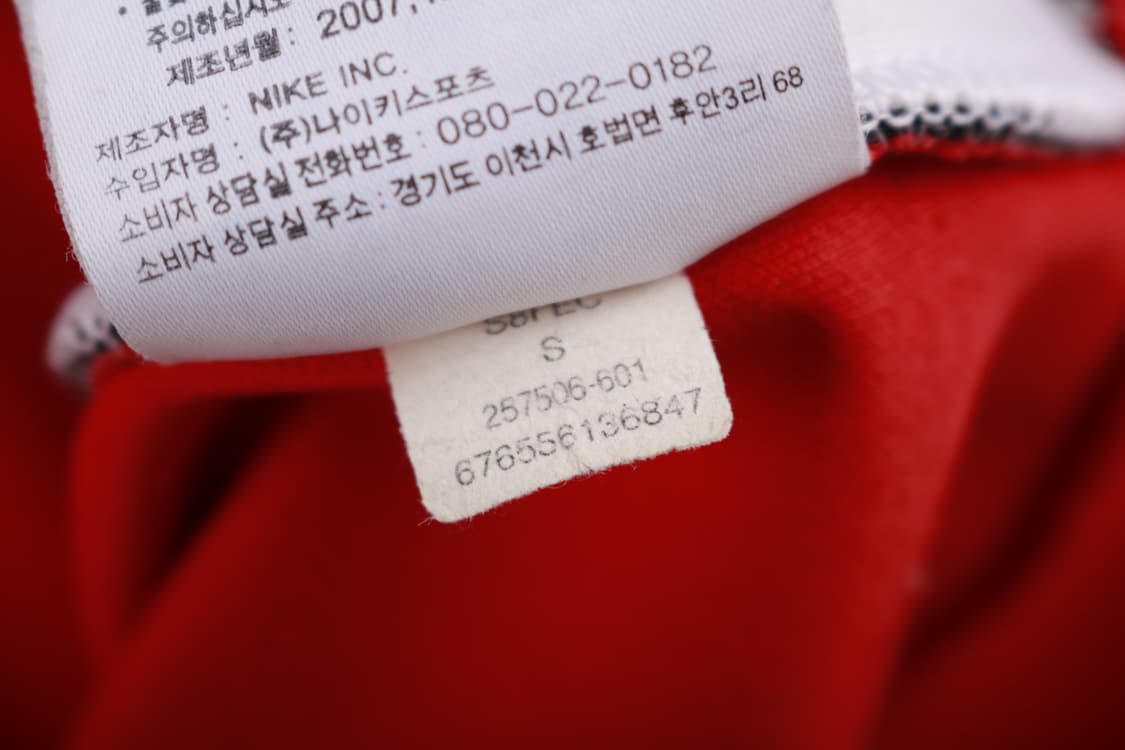 주의하십시오
제조년월 : 2007,
제조자명 : NIKE INC.
수입자명 : (주)나이키스포츠
소비자 상담실 전화번호 : 080-022-0182
소비자 상담실 주소 : 경기도 이천시 호법면 후안3리 68
S
257506-601
676556136847